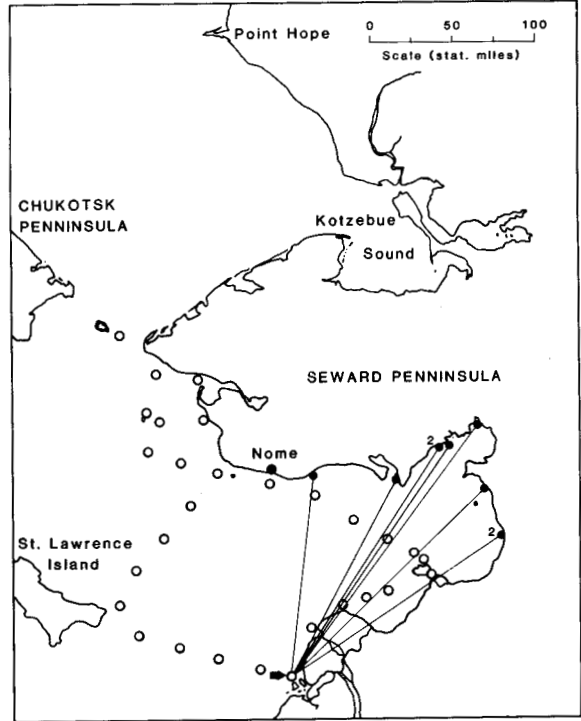 Point Hope
0 50 100
Scale (stat. miles)
CHUKOTSK
PENNINSULA
Kotzebue
Sound
SEWARD PENNINSULA
2
Nome
2
St. Lawrence
Island